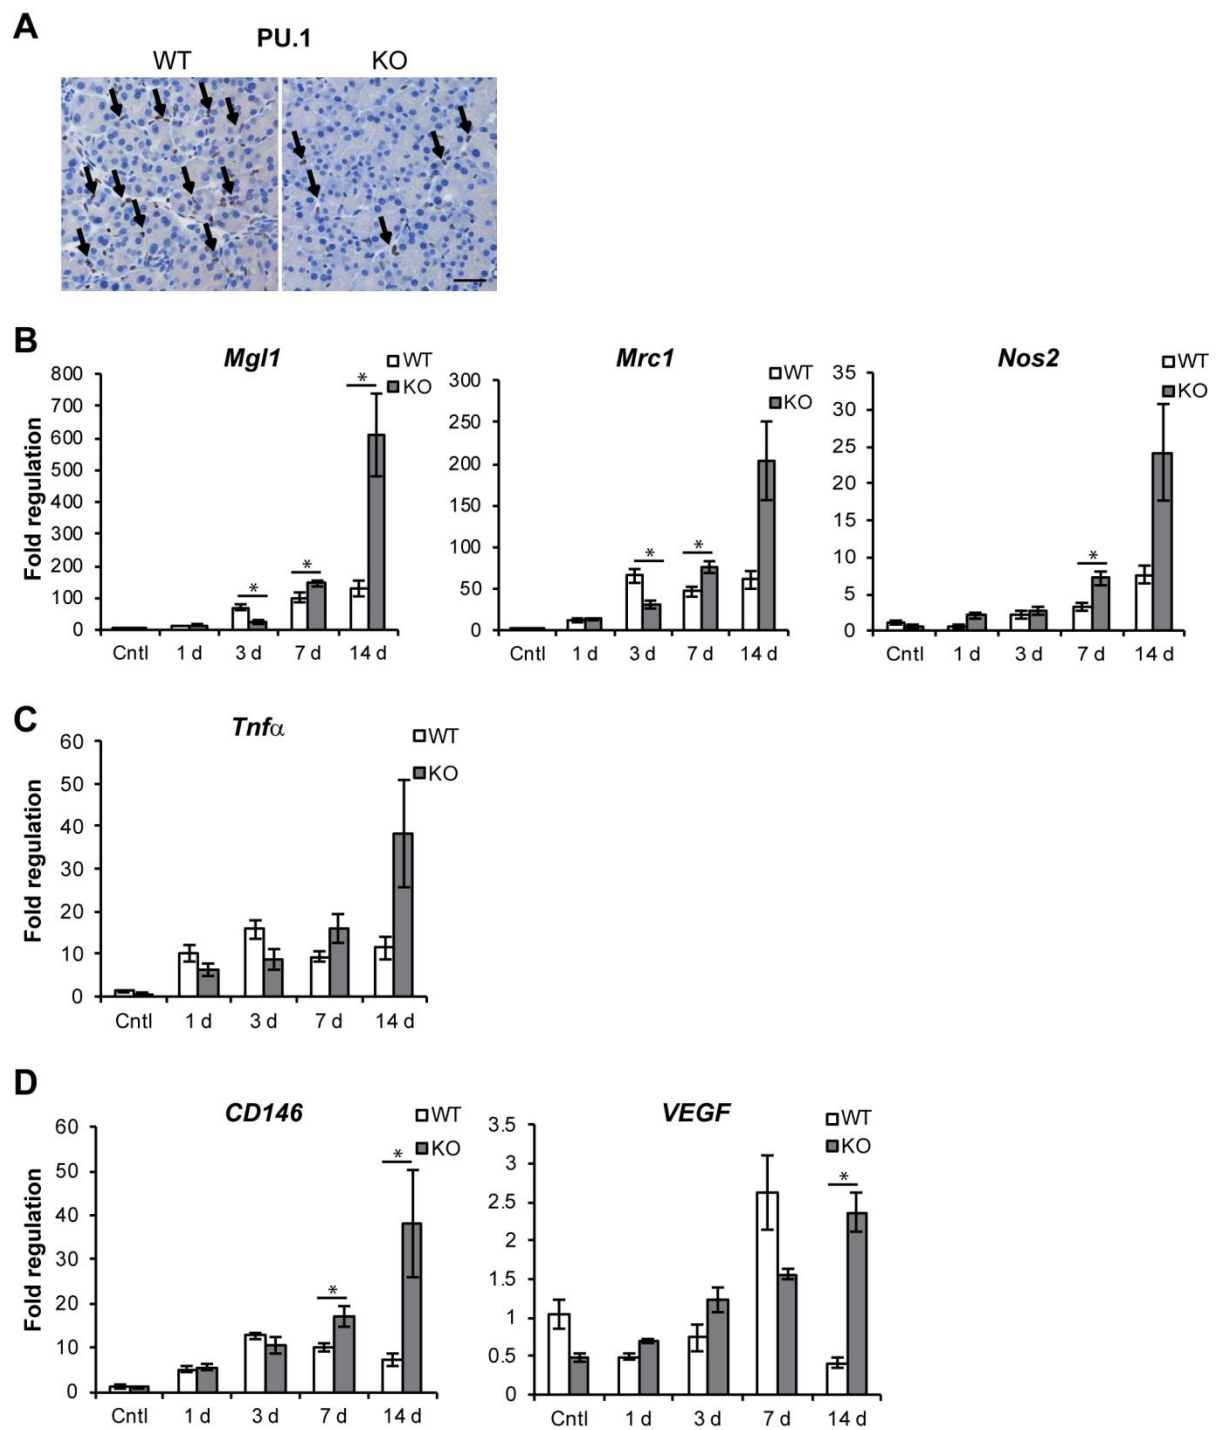 A
PU.1
WT KO
B
Mgl1
WT
KO
Fold regulation
800
700
600
500
400
300
200
100
0
Cntl 1 d 3 d 7 d 14 d
*
*
*
Mrc1
WT
KO
300
250
200
150
100
50
0
Cntl 1 d 3 d 7 d 14 d
*
*
Nos2
WT
KO
35
30
25
20
15
10
5
0
Cntl 1 d 3 d 7 d 14 d
*
C
Tnfα
WT
KO
Fold regulation
60
50
40
30
20
10
0
Cntl 1 d 3 d 7 d 14 d
D
CD146
WT
KO
Fold regulation
60
50
40
30
20
10
0
Cntl 1 d 3 d 7 d 14 d
*
*
VEGF
WT
KO
3.5
3
2.5
2
1.5
1
0.5
0
Cntl 1 d 3 d 7 d 14 d
*